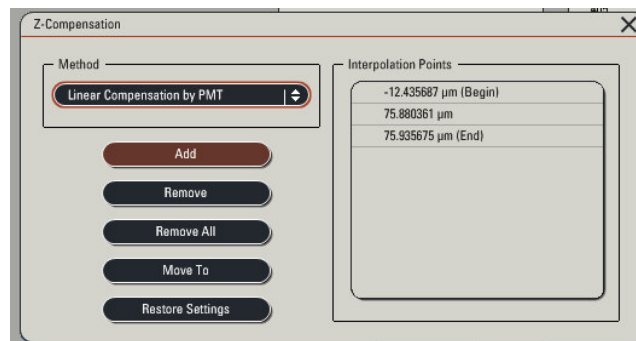 Z-Compensation
Method
Linear Compensation by PMT
Add
Remove
Remove All
Move To
Restore Settings
Interpolation Points
-12.435687 µm (Begin)
75.880361 µm
75.935675 µm (End)